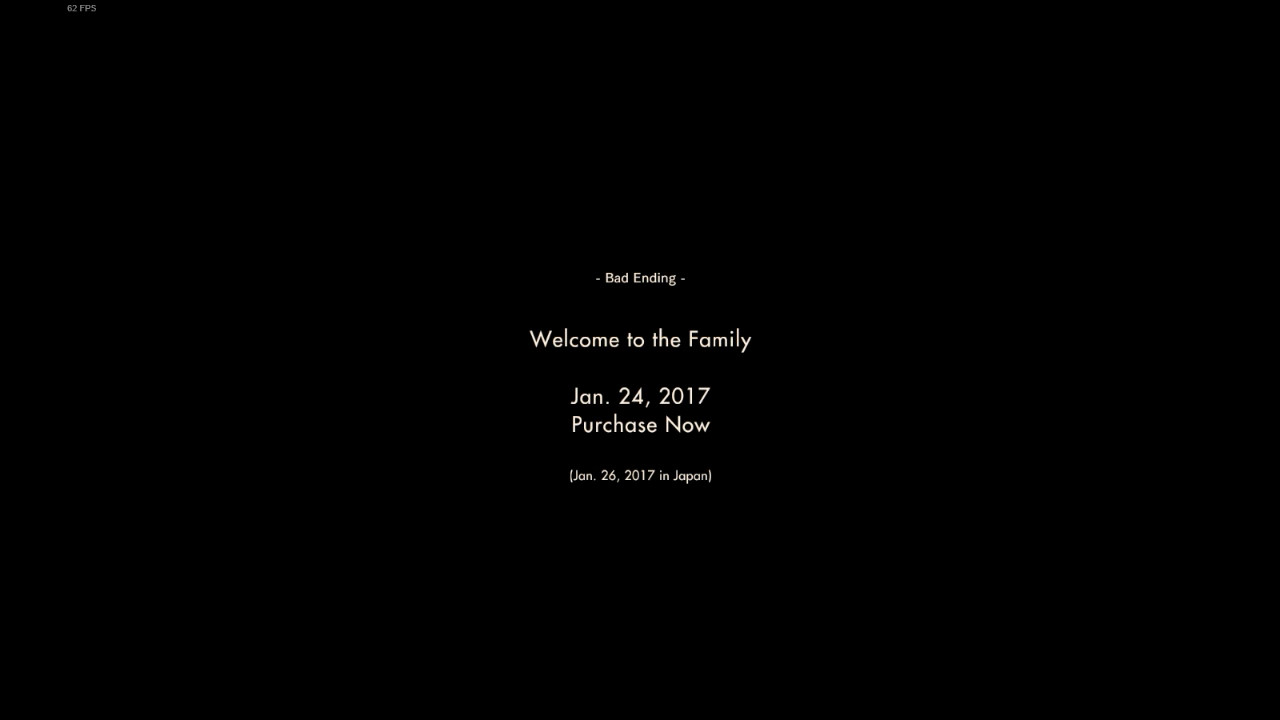 62 FPS
- Bad Ending -
Welcome to the Family
Jan. 24, 2017
Purchase Now
(Jan. 26, 2017 in Japan)